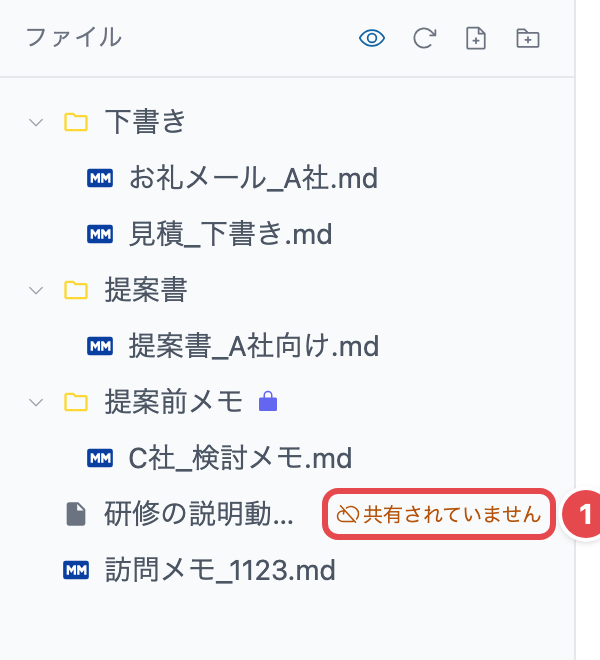 ファイル
下書き
MM お礼メール_A社.md
MM 見積_下書き.md
提案書
MM 提案書_A社向け.md
提案前メモ
MM C社_検討メモ.md
研修の説明動... 共有されていません 1
MM 訪問メモ_1123.md